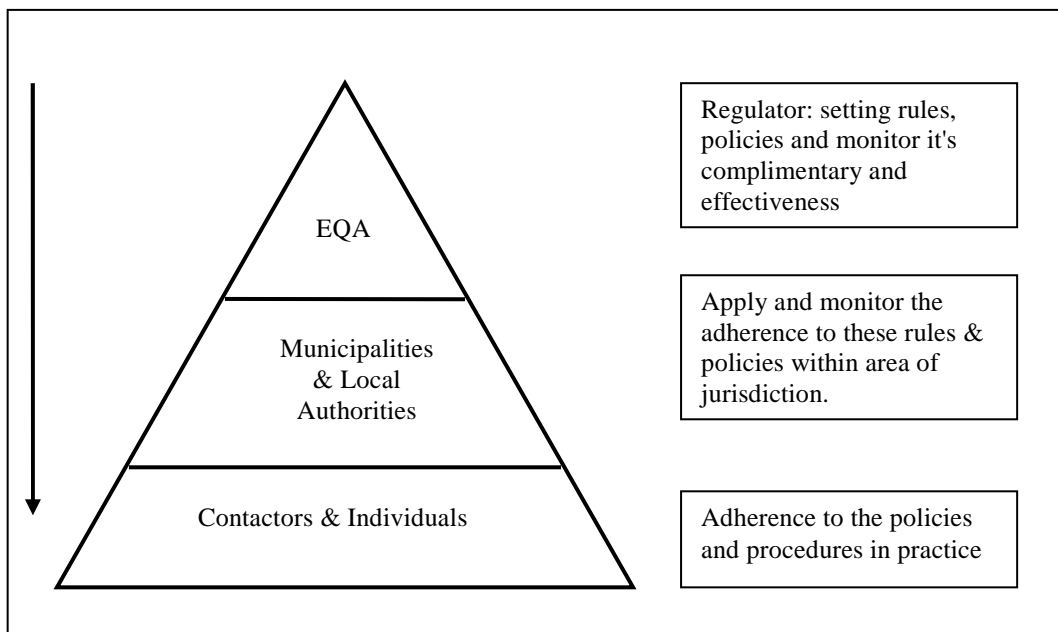 EQA
Regulator: setting rules,
policies and monitor it's
complimentary and
effectiveness
Municipalities
& Local
Authorities
Apply and monitor the
adherence to these rules &
policies within area of
jurisdiction.
Contactors & Individuals
Adherence to the policies
and procedures in practice